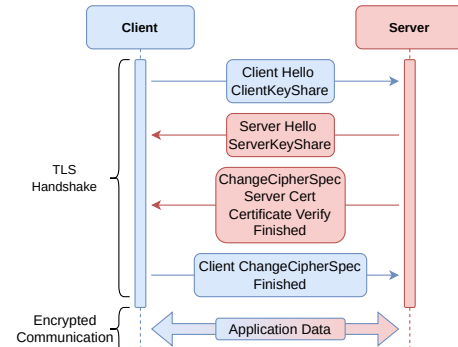 Client
Server
Client Hello
ClientKeyShare
Server Hello
ServerKeyShare
TLS
Handshake
ChangeCipherSpec
Server Cert
Certificate Verify
Finished
Client ChangeCipherSpec
Finished
Encrypted
Communication
Application Data